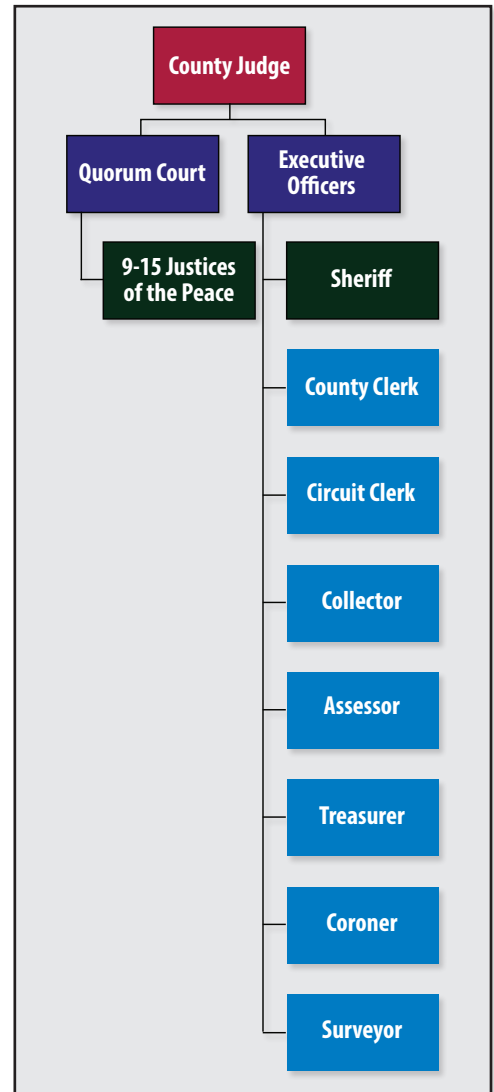 County Judge
Quorum Court
Executive
Officers
9-15 Justices
of the Peace
Sheriff
County Clerk
Circuit Clerk
Collector
Assessor
Treasurer
Coroner
Surveyor